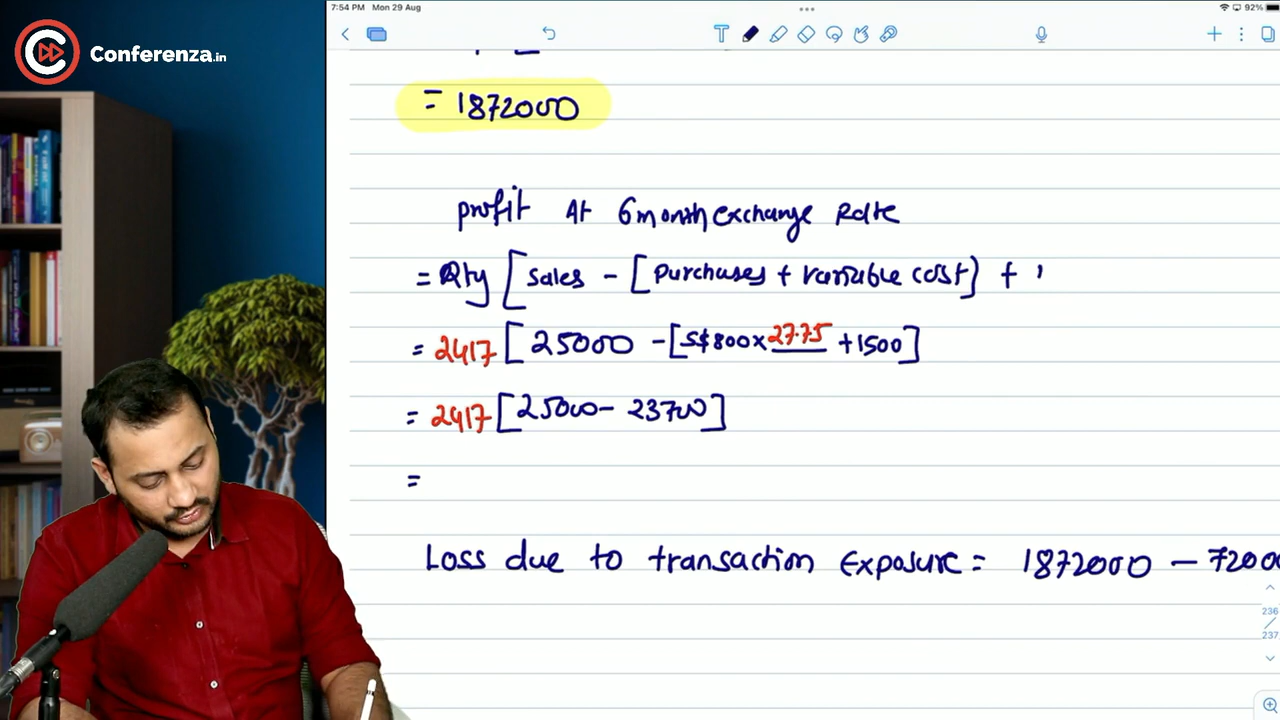 7:54 PM Mon 29 Aug
92%
Conferenza.in
= 1872000
profit At 6month exchange Rate
= Qty [ sales - [purchases + variable cost] +
= 2417 [ 25000 - [S$800 x 27.75 + 1500]
= 2417 [25000 - 23700]
=
Loss due to transaction Exposure = 1872000 - 72000
236
237